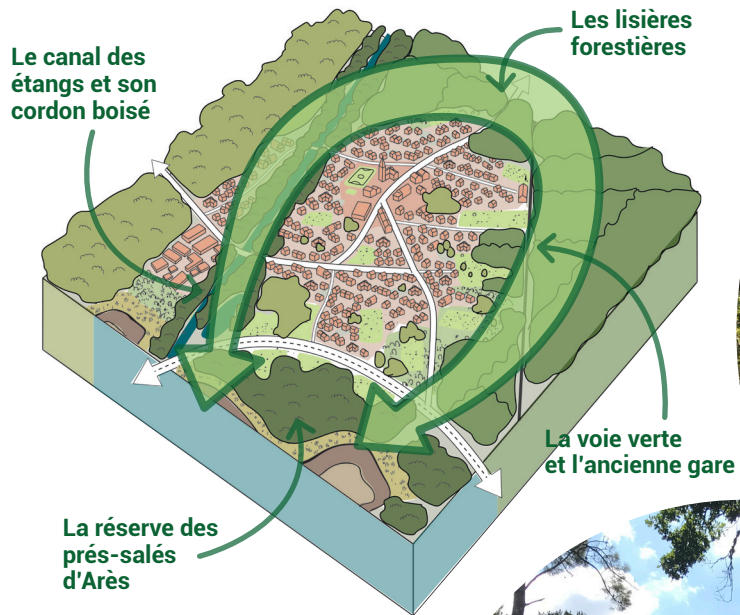 Les lisières
forestières
Le canal des
étangs et son
cordon boisé
La voie verte
et l'ancienne gare
La réserve des
prés-salés
d'Arès